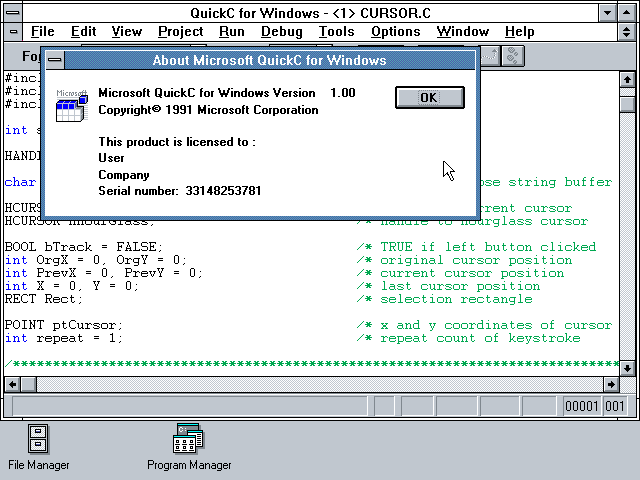 QuickC for Windows - <1> CURSOR.C
File Edit View Project Run Debug Tools Options Window Help
About Microsoft QuickC for Windows
#incl
#incl
#incl
Microsoft
Microsoft QuickC for Windows Version 1.00
Copyright© 1991 Microsoft Corporation
OK
This product is licensed to :
User
Company
Serial number: 33148253781
int s
HAND
char
ose string buffer
HCURS
rrent cursor
HCURSOR hHourGlass; /* handle to hourglass cursor
BOOL bTrack = FALSE; /* TRUE if left button clicked
int OrgX = 0, OrgY = 0; /* original cursor position
int PrevX = 0, PrevY = 0; /* current cursor position
int X = 0, Y = 0; /* last cursor position
RECT Rect; /* selection rectangle
POINT ptCursor; /* x and y coordinates of cursor
int repeat = 1; /* repeat count of keystroke
00001 001
File Manager Program Manager